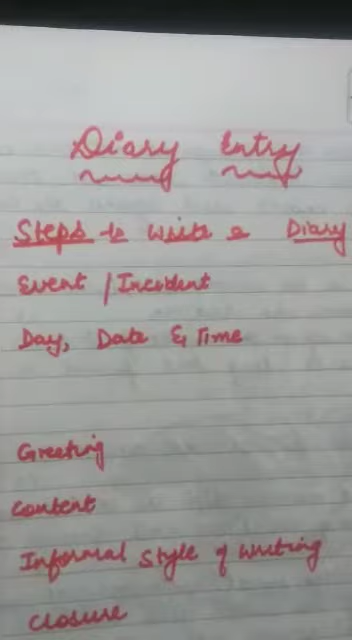 Diary Entry
Steps to write a Diary
Event / Incident
Day, Date & Time
Greeting
Content
Informal Style of Writing
Closure